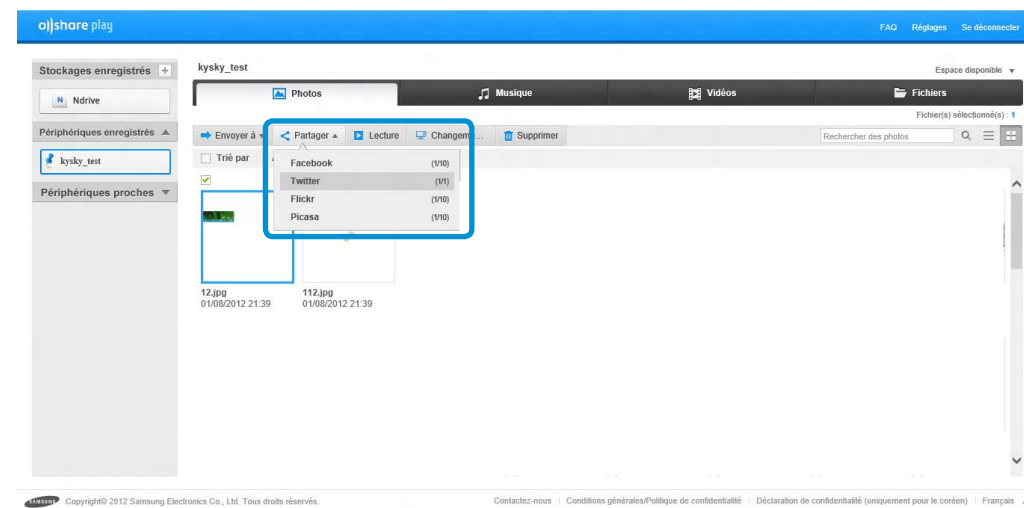 allshare play
FAQ Réglages Se déconnecter
Stockages enregistrés +
N Ndrive
Périphériques enregistrés
kysky_test
Périphériques proches
kysky_test
Espace disponible
Photos Musique Vidéos Fichiers
Fichier(s) sélectionné(s) : 1
Envoyer à Partager Lecture Changeme... Supprimer Rechercher des photos
Trié par
Facebook (1/10)
Twitter (1/1)
Flickr (1/10)
Picasa (1/10)
12.jpg 112.jpg
01/08/2012 21:39 01/08/2012 21:39
SAMSUNG Copyright© 2012 Samsung Electronics Co., Ltd. Tous droits réservés. Contactez-nous | Conditions générales/Politique de confidentialité | Déclaration de confidentialité (uniquement pour le coréen) | Français